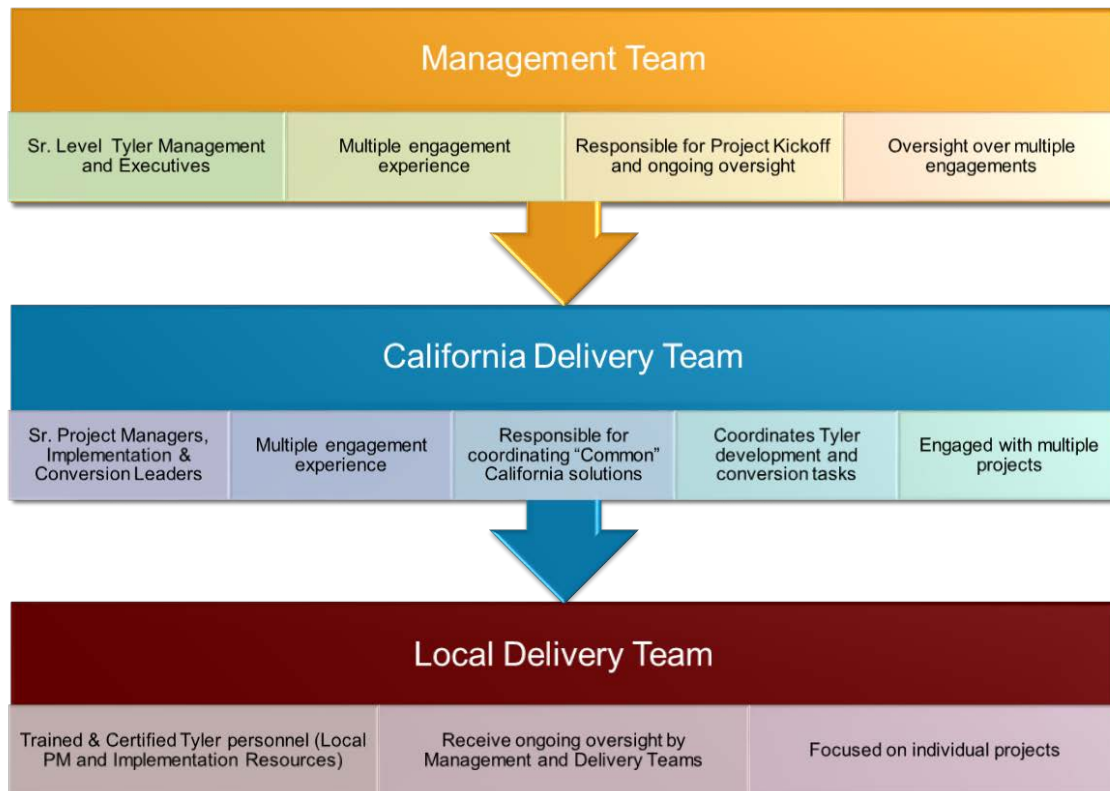 Management Team
Sr. Level Tyler Management
and Executives
Multiple engagement
experience
Responsible for Project Kickoff
and ongoing oversight
Oversight over multiple
engagements
California Delivery Team
Sr. Project Managers,
Implementation &
Conversion Leaders
Multiple engagement
experience
Responsible for
coordinating “Common”
California solutions
Coordinates Tyler
development and
conversion tasks
Engaged with multiple
projects
Local Delivery Team
Trained & Certified Tyler personnel (Local
PM and Implementation Resources)
Receive ongoing oversight by
Management and Delivery Teams
Focused on individual projects